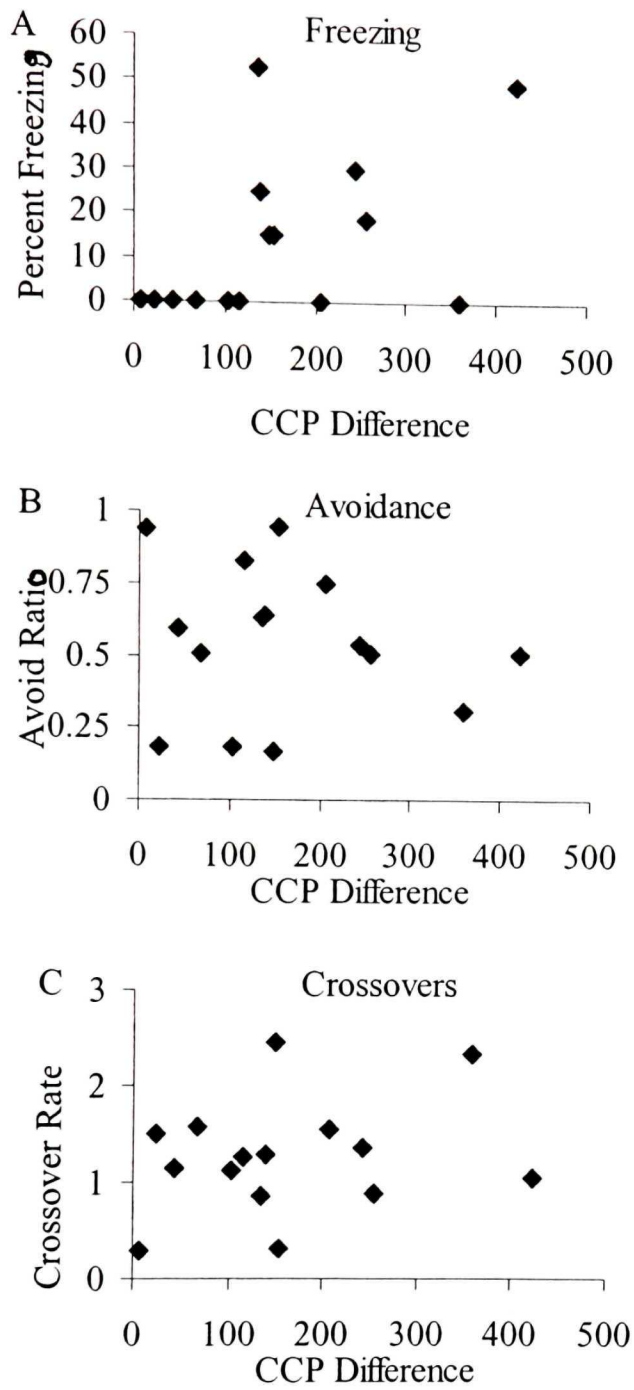 A
Freezing
Percent Freezing
60
50
40
30
20
10
0
0 100 200 300 400 500
CCP Difference
B
Avoidance
Avoid Ratio
1
0.75
0.5
0.25
0
0 100 200 300 400 500
CCP Difference
C
Crossovers
Crossover Rate
3
2
1
0
0 100 200 300 400 500
CCP Difference